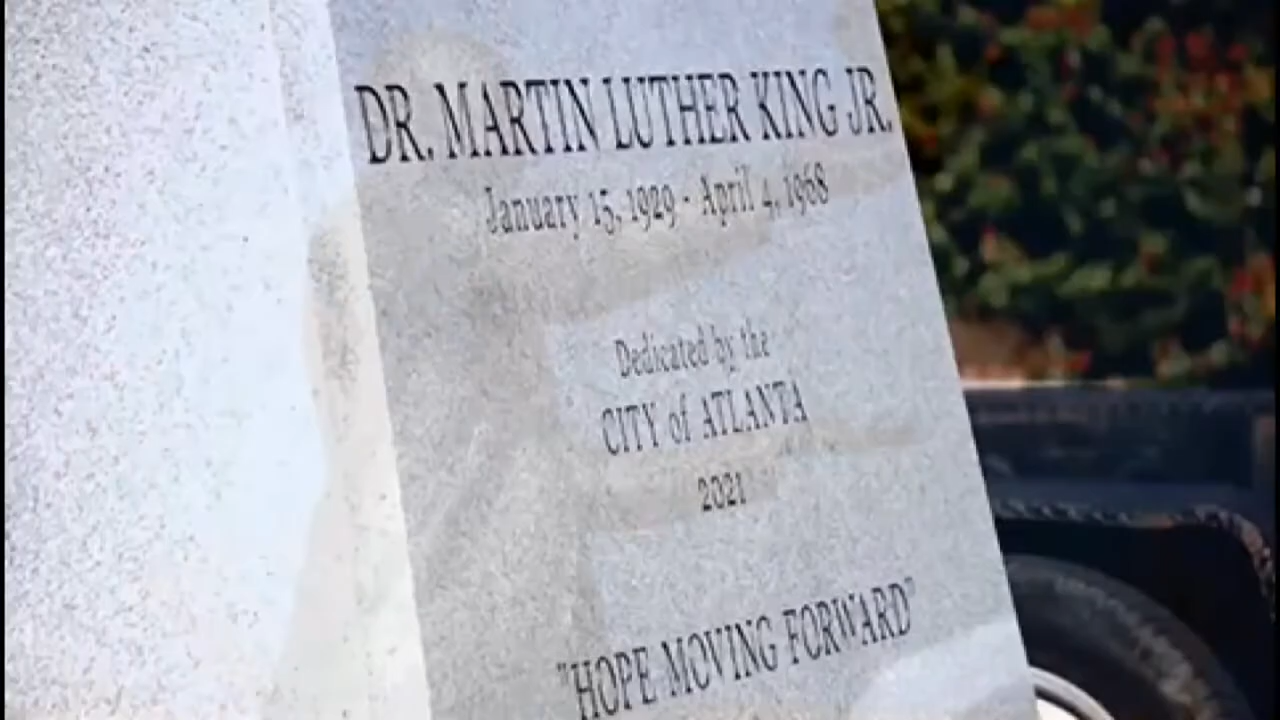 DR. MARTIN LUTHER KING JR.
January 15, 1929 - April 4, 1968
Dedicated by the
CITY of ATLANTA
2021
"HOPE MOVING FORWARD"